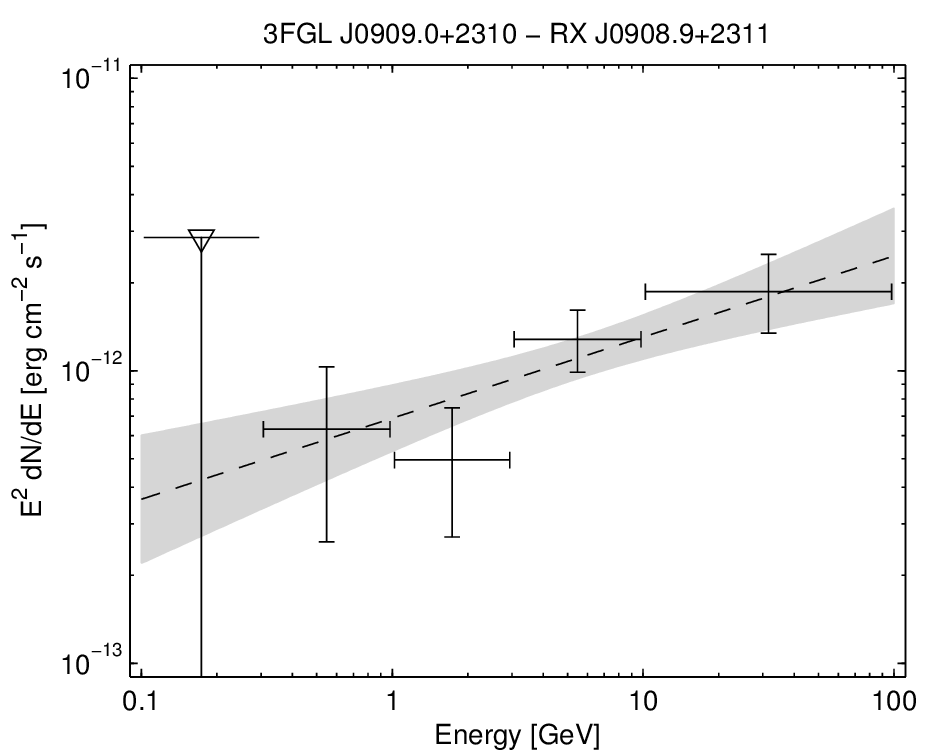 3FGL J0909.0+2310 − RX J0908.9+2311
10⁻¹¹
10⁻¹²
10⁻¹³
E² dN/dE [erg cm⁻² s⁻¹]
0.1 1 10 100
Energy [GeV]